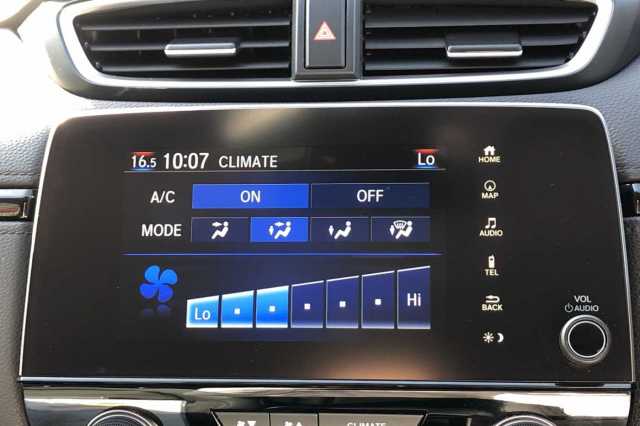 16.5 10:07 CLIMATE Lo
A/C ON OFF
MODE
Lo Hi
HOME
MAP
AUDIO
TEL
BACK
VOL
AUDIO
CLIMATE